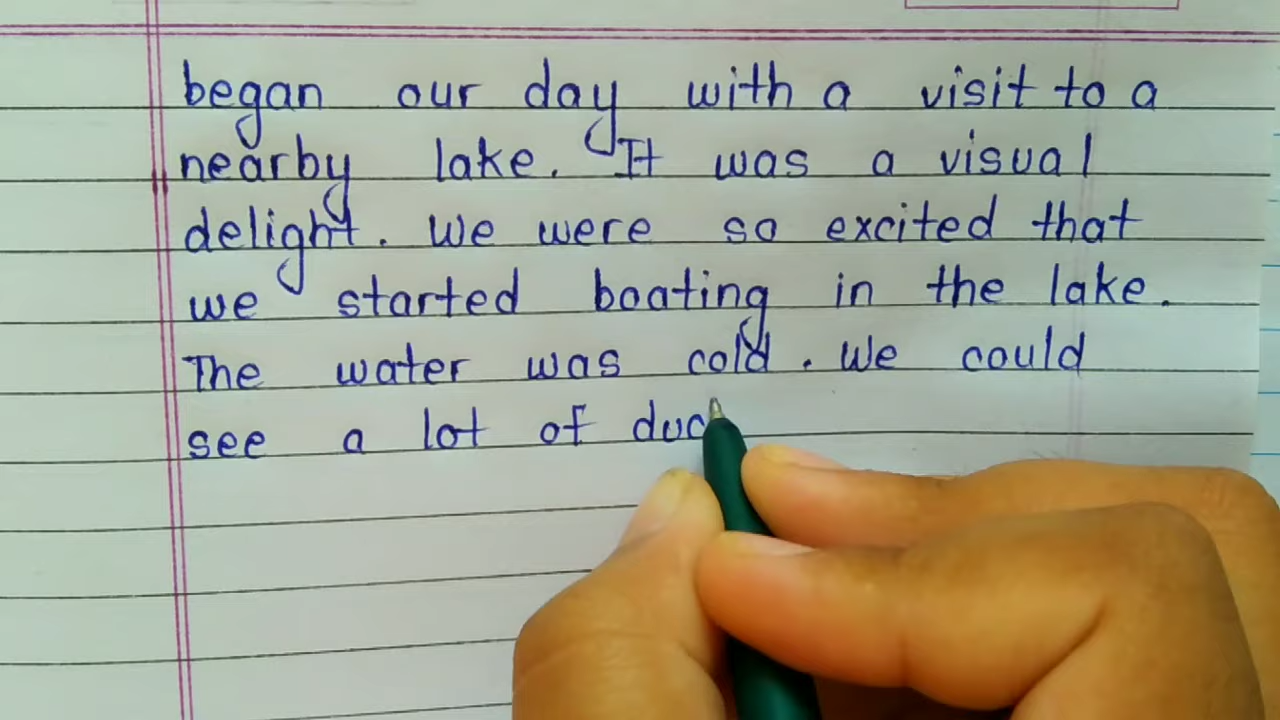 began our day with a visit to a
nearby lake. It was a visual
delight. We were so excited that
we started boating in the lake.
The water was cold. We could
see a lot of duc